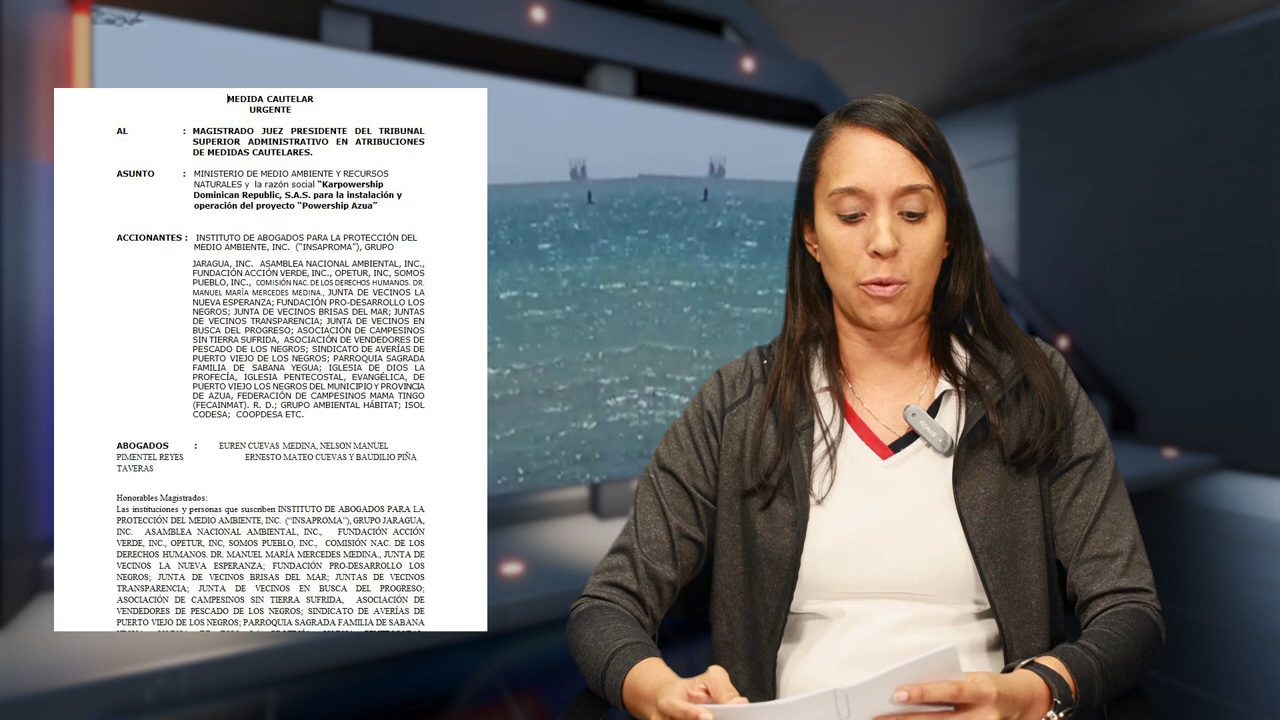 MEDIDA CAUTELAR
URGENTE
AL : MAGISTRADO JUEZ PRESIDENTE DEL TRIBUNAL
SUPERIOR ADMINISTRATIVO EN ATRIBUCIONES
DE MEDIDAS CAUTELARES.
ASUNTO : MINISTERIO DE MEDIO AMBIENTE Y RECURSOS
NATURALES y la razón social “Karpowership
Dominican Republic, S.A.S. para la instalación y
operación del proyecto “Powership Azua”
ACCIONANTES : INSTITUTO DE ABOGADOS PARA LA PROTECCIÓN DEL
MEDIO AMBIENTE, INC. (“INSAPROMA”), GRUPO
JARAGUA, INC. ASAMBLEA NACIONAL AMBIENTAL, INC.,
FUNDACIÓN ACCIÓN VERDE, INC., OPETUR, INC, SOMOS
PUEBLO, INC., COMISIÓN NAC. DE LOS DERECHOS HUMANOS. DR.
MANUEL MARÍA MERCEDES MEDINA., JUNTA DE VECINOS LA
NUEVA ESPERANZA; FUNDACIÓN PRO-DESARROLLO LOS
NEGROS; JUNTA DE VECINOS BRISAS DEL MAR; JUNTAS
DE VECINOS TRANSPARENCIA; JUNTA DE VECINOS EN
BUSCA DEL PROGRESO; ASOCIACIÓN DE CAMPESINOS
SIN TIERRA SUFRIDA, ASOCIACIÓN DE VENDEDORES DE
PESCADO DE LOS NEGROS; SINDICATO DE AVERÍAS DE
PUERTO VIEJO DE LOS NEGROS; PARROQUIA SAGRADA
FAMILIA DE SABANA YEGUA; IGLESIA DE DIOS LA
PROFECÍA, IGLESIA PENTECOSTAL, EVANGÉLICA, DE
PUERTO VIEJO LOS NEGROS DEL MUNICIPIO Y PROVINCIA
DE AZUA, FEDERACIÓN DE CAMPESINOS MAMA TINGO
(FECAINMAT). R. D.; GRUPO AMBIENTAL HÁBITAT; ISOL
CODESA; COOPDESA ETC.
ABOGADOS : EUREN CUEVAS MEDINA, NELSON MANUEL
PIMENTEL REYES ERNESTO MATEO CUEVAS Y BAUDILIO PIÑA
TAVERAS
Honorables Magistrados:
Las instituciones y personas que suscriben INSTITUTO DE ABOGADOS PARA LA
PROTECCIÓN DEL MEDIO AMBIENTE, INC. (“INSAPROMA”), GRUPO JARAGUA,
INC. ASAMBLEA NACIONAL AMBIENTAL, INC., FUNDACIÓN ACCIÓN
VERDE, INC., OPETUR, INC, SOMOS PUEBLO, INC., COMISIÓN NAC. DE LOS
DERECHOS HUMANOS. DR. MANUEL MARÍA MERCEDES MEDINA., JUNTA DE
VECINOS LA NUEVA ESPERANZA; FUNDACIÓN PRO-DESARROLLO LOS
NEGROS; JUNTA DE VECINOS BRISAS DEL MAR; JUNTAS DE VECINOS
TRANSPARENCIA; JUNTA DE VECINOS EN BUSCA DEL PROGRESO;
ASOCIACIÓN DE CAMPESINOS SIN TIERRA SUFRIDA, ASOCIACIÓN DE
VENDEDORES DE PESCADO DE LOS NEGROS; SINDICATO DE AVERÍAS DE
PUERTO VIEJO DE LOS NEGROS; PARROQUIA SAGRADA FAMILIA DE SABANA